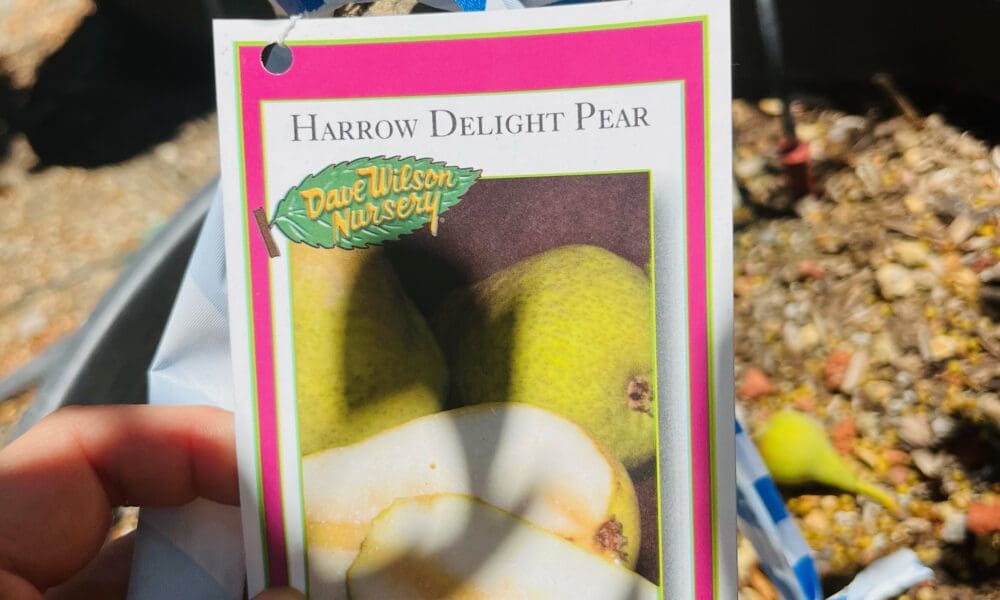 Harrow Delight Pear
Dave Wilson
Nursery